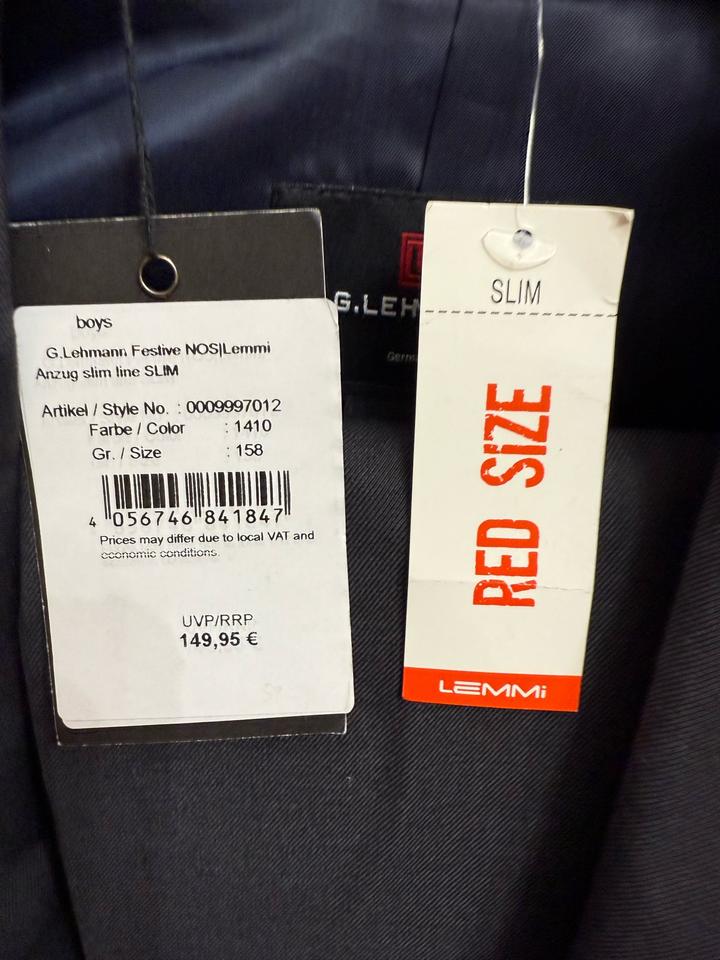 boys
G.Lehmann Festive NOS|Lemmi
Anzug slim line SLIM
Artikel / Style No. : 0009997012
Farbe / Color : 1410
Gr. / Size : 158
4 056746 841847
Prices may differ due to local VAT and
economic conditions.
UVP/RRP
149,95 €
G.LEH
Germ
SLIM
RED SIZE
LEMMi